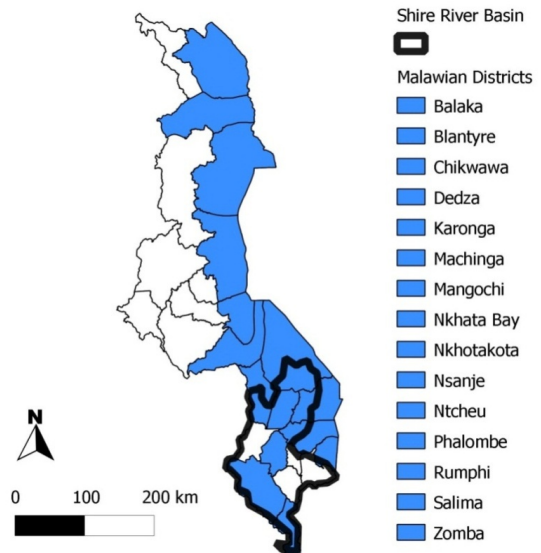 Shire River Basin
Malawian Districts
Balaka
Blantyre
Chikwawa
Dedza
Karonga
Machinga
Mangochi
Nkhata Bay
Nkhotakota
Nsanje
Ntcheu
Phalombe
Rumphi
Salima
Zomba
N
0 100 200 km